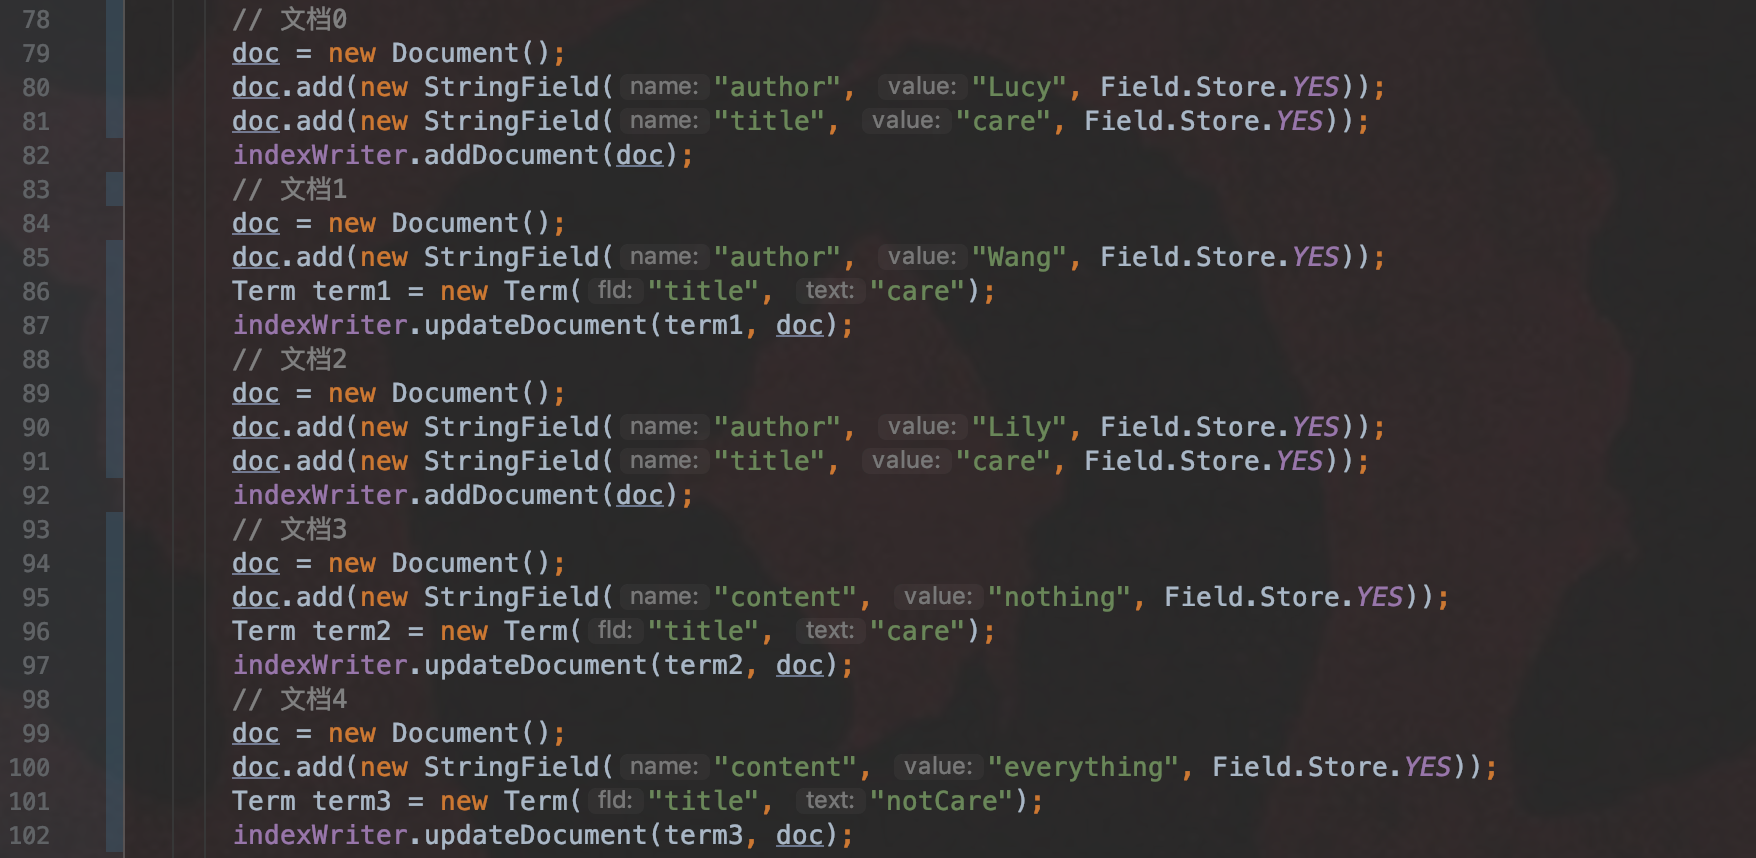 78 // 文档0
79 doc = new Document();
80 doc.add(new StringField( name: "author", value: "Lucy", Field.Store.YES));
81 doc.add(new StringField( name: "title", value: "care", Field.Store.YES));
82 indexWriter.addDocument(doc);
83 // 文档1
84 doc = new Document();
85 doc.add(new StringField( name: "author", value: "Wang", Field.Store.YES));
86 Term term1 = new Term( fld: "title", text: "care");
87 indexWriter.updateDocument(term1, doc);
88 // 文档2
89 doc = new Document();
90 doc.add(new StringField( name: "author", value: "Lily", Field.Store.YES));
91 doc.add(new StringField( name: "title", value: "care", Field.Store.YES));
92 indexWriter.addDocument(doc);
93 // 文档3
94 doc = new Document();
95 doc.add(new StringField( name: "content", value: "nothing", Field.Store.YES));
96 Term term2 = new Term( fld: "title", text: "care");
97 indexWriter.updateDocument(term2, doc);
98 // 文档4
99 doc = new Document();
100 doc.add(new StringField( name: "content", value: "everything", Field.Store.YES));
101 Term term3 = new Term( fld: "title", text: "notCare");
102 indexWriter.updateDocument(term3, doc);